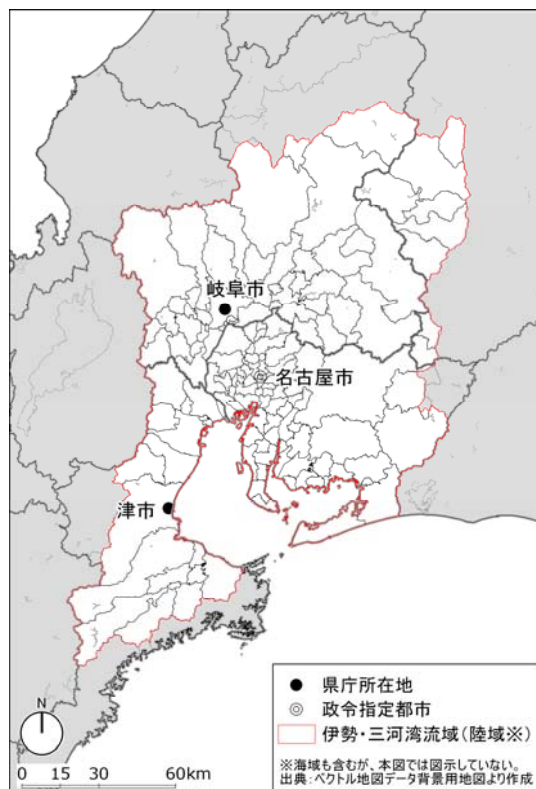 岐阜市
名古屋市
津市
N
0 15 30 60km
● 県庁所在地
◎ 政令指定都市
伊勢・三河湾流域(陸域※)
※海域も含むが、本図では図示していない。
出典:ベクトル地図データ背景用地図より作成